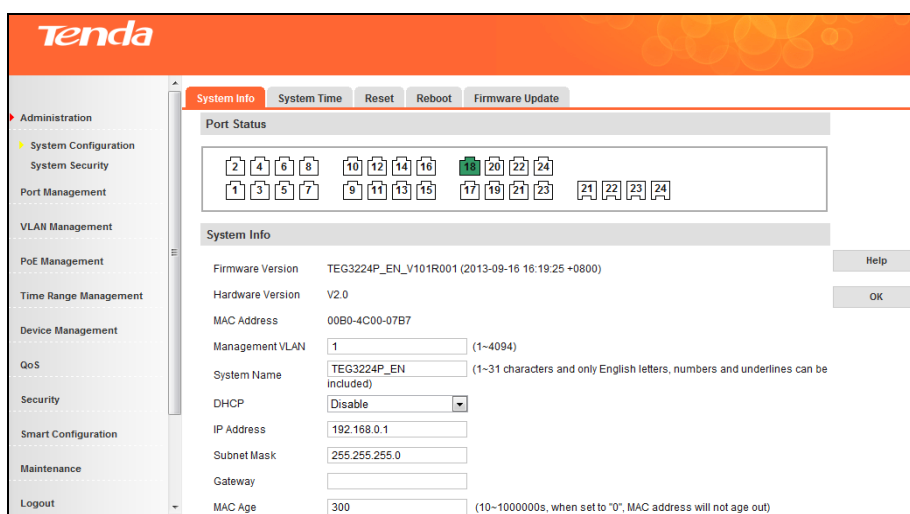 Tenda
System Info System Time Reset Reboot Firmware Update
Administration
System Configuration
System Security
Port Management
VLAN Management
PoE Management
Time Range Management
Device Management
QoS
Security
Smart Configuration
Maintenance
Logout
Port Status
2 4 6 8 10 12 14 16 18 20 22 24
1 3 5 7 9 11 13 15 17 19 21 23 21 22 23 24
System Info
Firmware Version TEG3224P_EN_V101R001 (2013-09-16 16:19:25 +0800)
Hardware Version V2.0
MAC Address 00B0-4C00-07B7
Management VLAN 1 (1~4094)
System Name TEG3224P_EN (1~31 characters and only English letters, numbers and underlines can be
included)
DHCP Disable
IP Address 192.168.0.1
Subnet Mask 255.255.255.0
Gateway
MAC Age 300 (10~1000000s, when set to "0", MAC address will not age out)
Help
OK